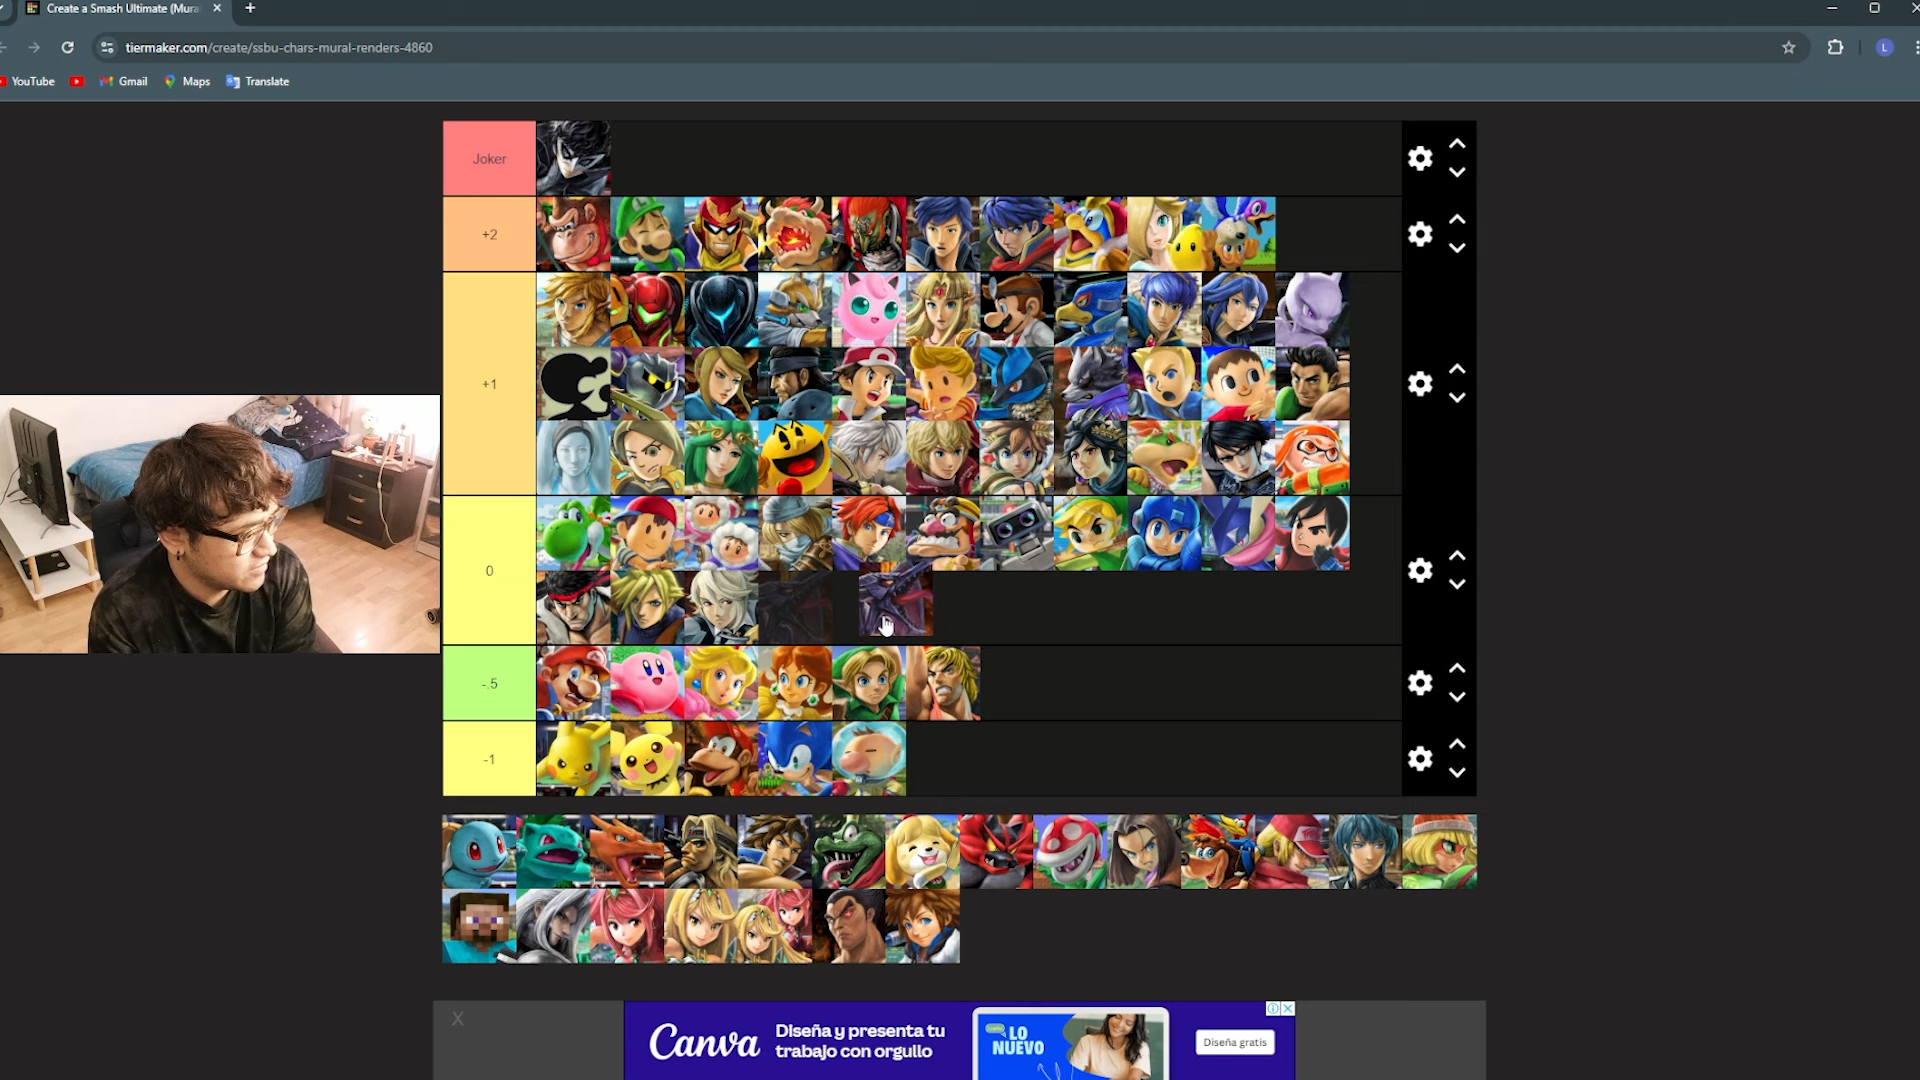 Create a Smash Ultimate (Mura
tiermaker.com/create/ssbu-chars-mural-renders-4860
L
YouTube
Gmail
Maps
Translate
Joker
+2
+1
0
-.5
-1
X
Canva
Diseña y presenta tu
trabajo con orgullo
LO
NUEVO
Diseña gratis